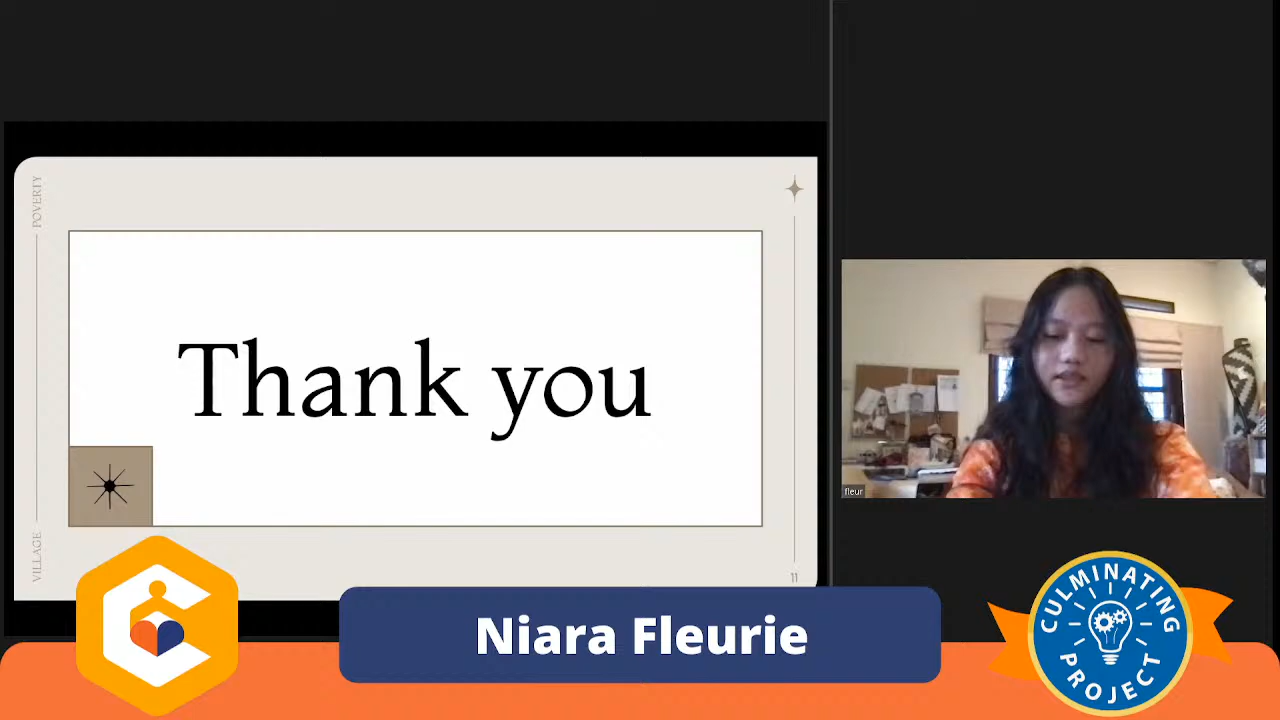 POVERTY
Thank you
VILLAGE
11
fleur
Niara Fleurie
CULMINATING
PROJECT